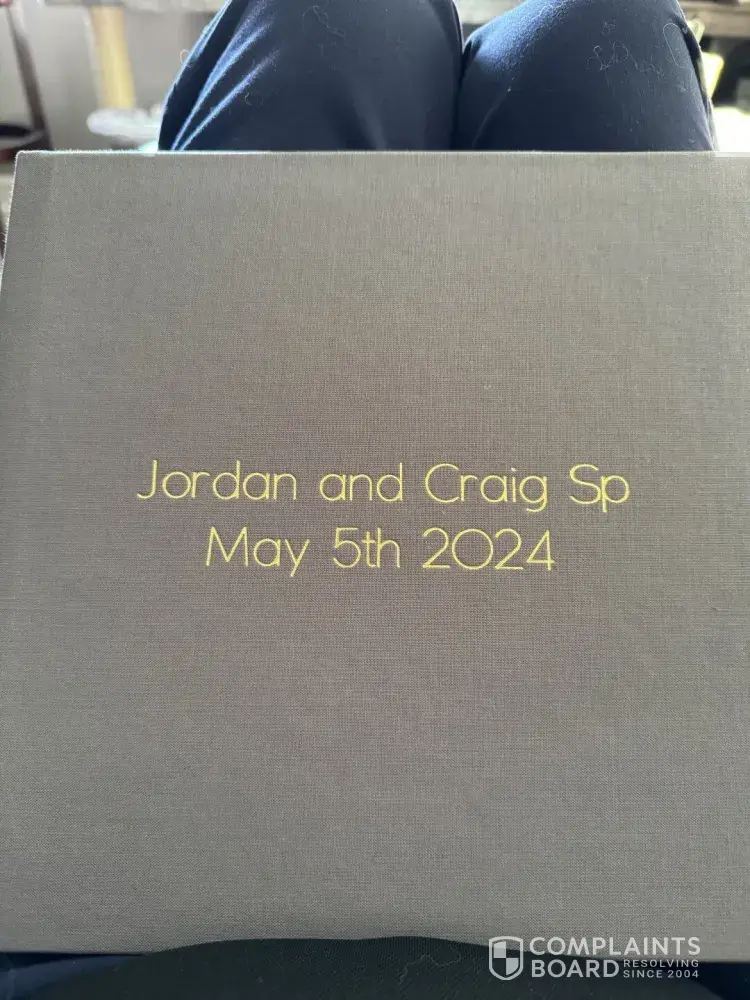 Jordan and Craig Sp
May 5th 2024
COMPLAINTS
BOARD RESOLVING
SINCE 2004